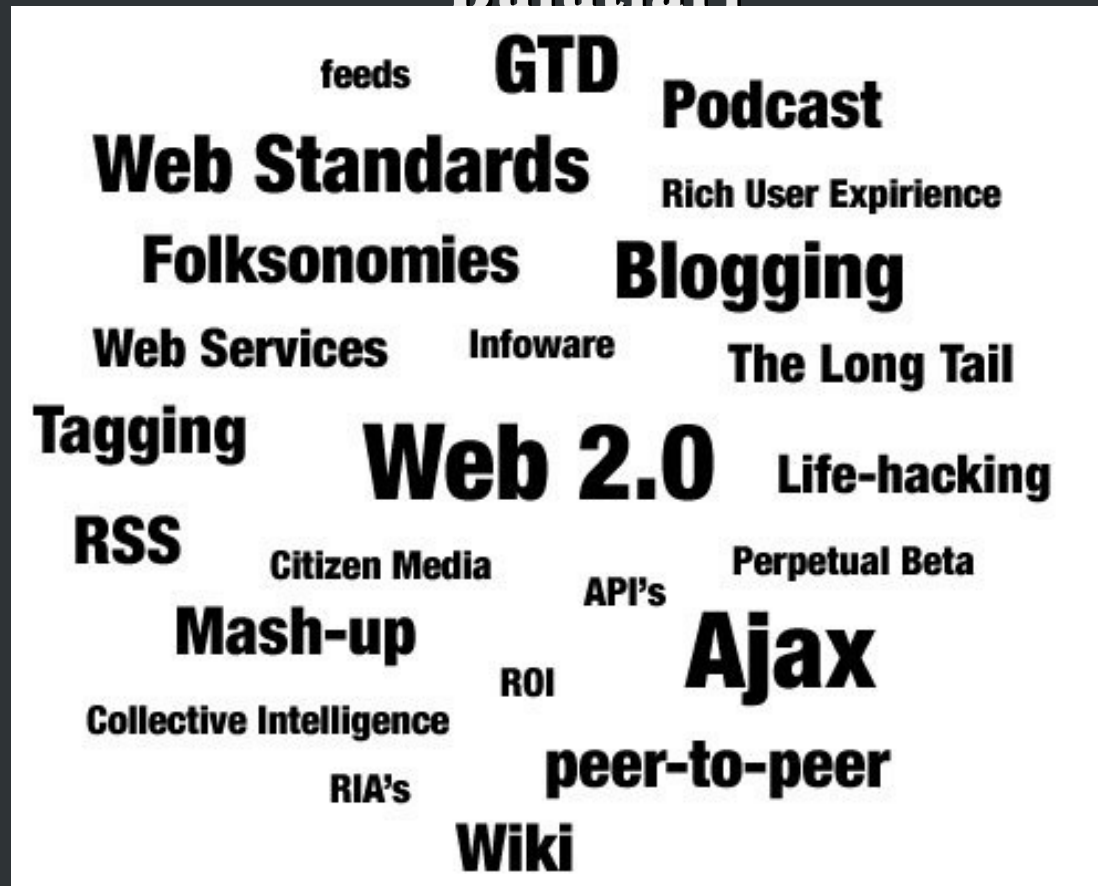 feeds
GTD
Podcast
Web Standards
Rich User Expirience
Folksonomies
Blogging
Web Services
Infoware
The Long Tail
Tagging
Web 2.0
Life-hacking
RSS
Citizen Media
Perpetual Beta
API's
Mash-up
Ajax
ROI
Collective Intelligence
peer-to-peer
RIA's
Wiki